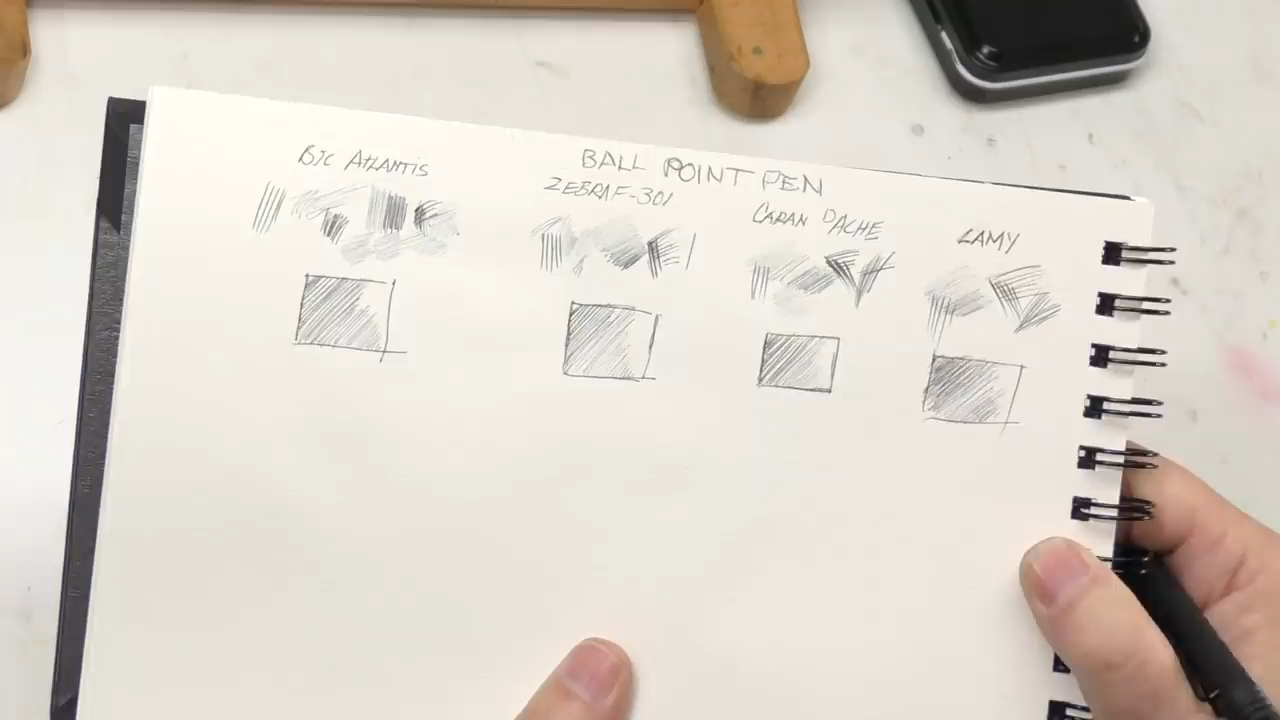 BIC ATLANTIS
BALL POINT PEN
ZEBRA F-301
CARAN D'ACHE
LAMY